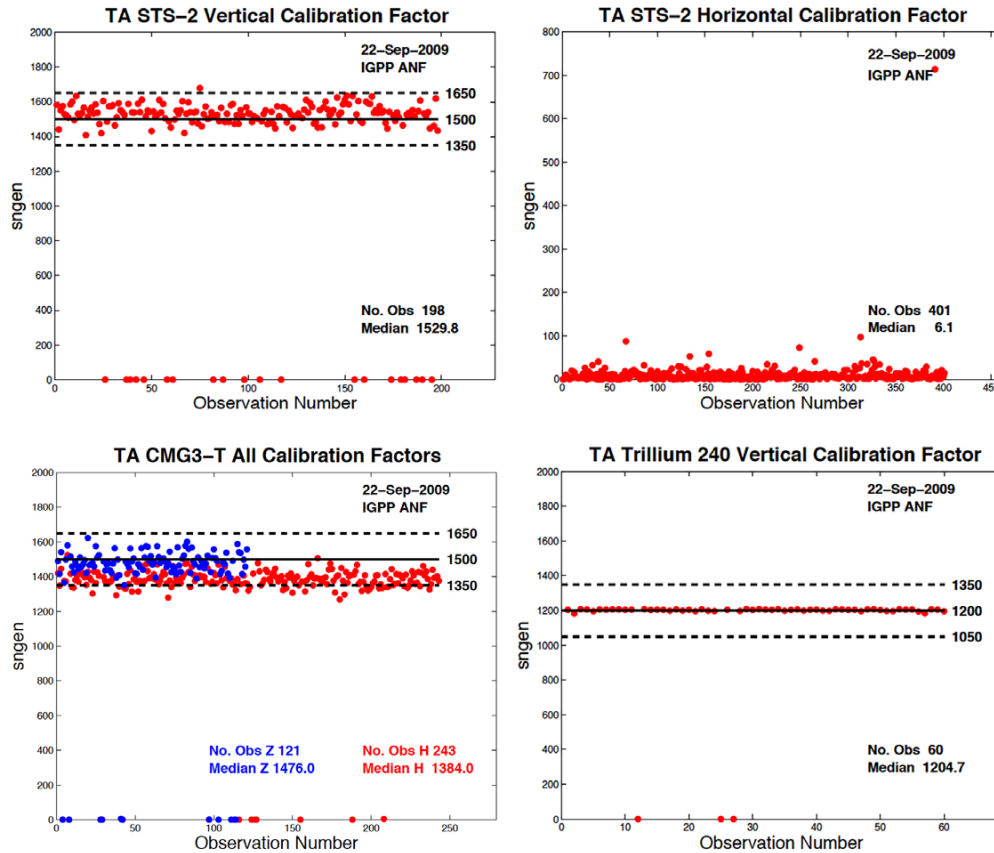 TA STS-2 Vertical Calibration Factor
2000
1800
1600
1400
1200
1000
800
600
400
200
0
sngen
22-Sep-2009
IGPP ANF
1650
1500
1350
No. Obs 198
Median 1529.8
0 50 100 150 200
Observation Number
TA STS-2 Horizontal Calibration Factor
800
700
600
500
400
300
200
100
0
sngen
22-Sep-2009
IGPP ANF
No. Obs 401
Median 6.1
0 50 100 150 200 250 300 350 400 45
Observation Number
TA CMG3-T All Calibration Factors
2000
1800
1600
1400
1200
1000
800
600
400
200
0
sngen
22-Sep-2009
IGPP ANF
1650
1500
1350
No. Obs Z 121 No. Obs H 243
Median Z 1476.0 Median H 1384.0
0 50 100 150 200 250
Observation Number
TA Trillium 240 Vertical Calibration Factor
2000
1800
1600
1400
1200
1000
800
600
400
200
0
sngen
22-Sep-2009
IGPP ANF
1350
1200
1050
No. Obs 60
Median 1204.7
0 10 20 30 40 50 60
Observation Number